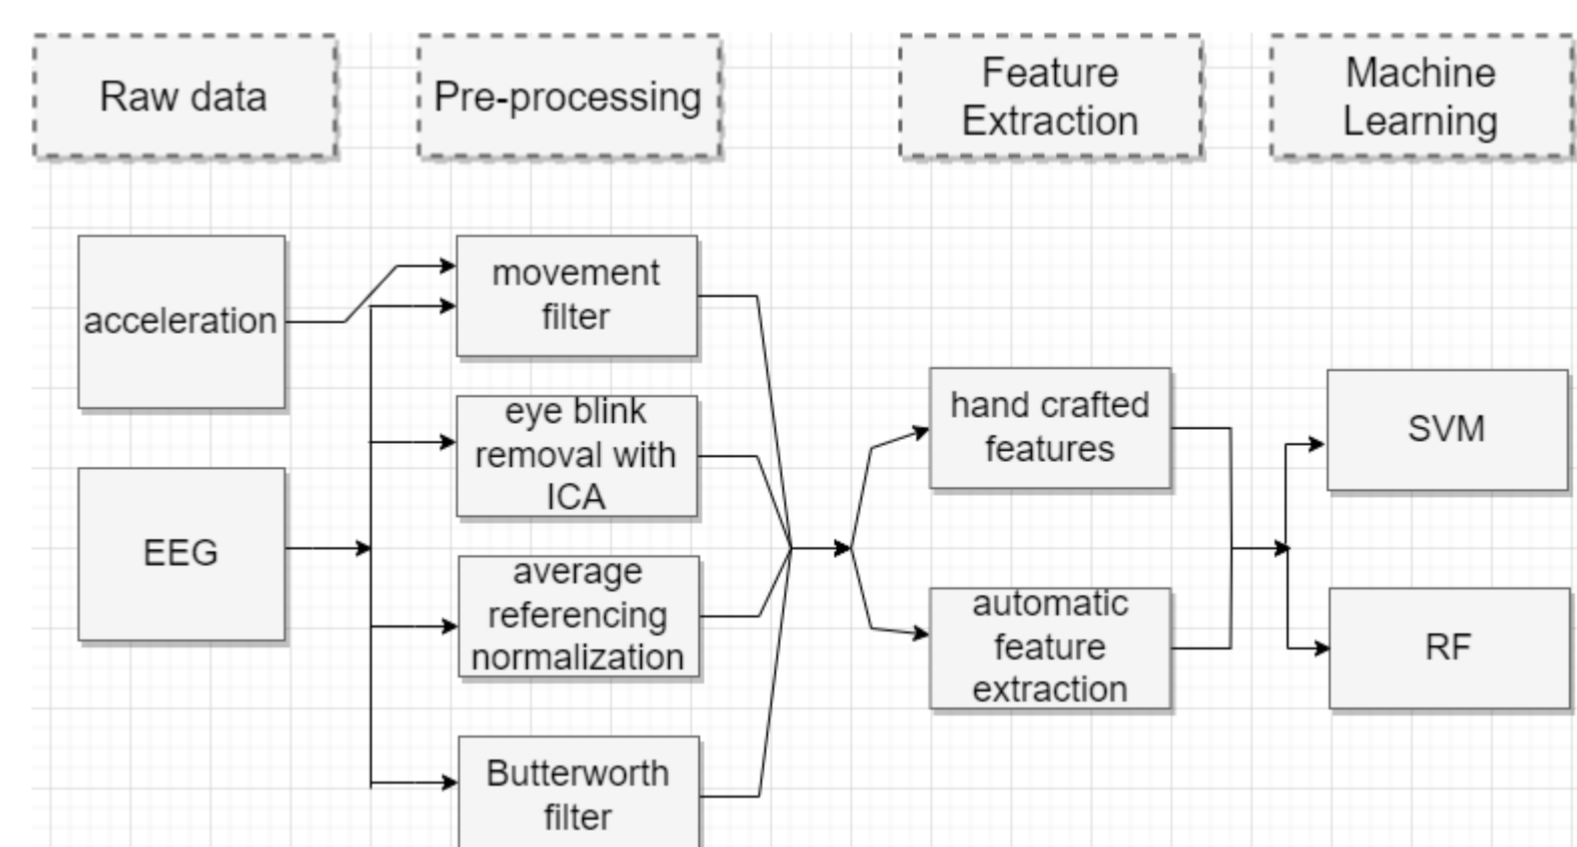 Raw data
Pre-processing
Feature
Extraction
Machine
Learning
acceleration
EEG
movement
filter
eye blink
removal with
ICA
average
referencing
normalization
Butterworth
filter
hand crafted
features
automatic
feature
extraction
SVM
RF